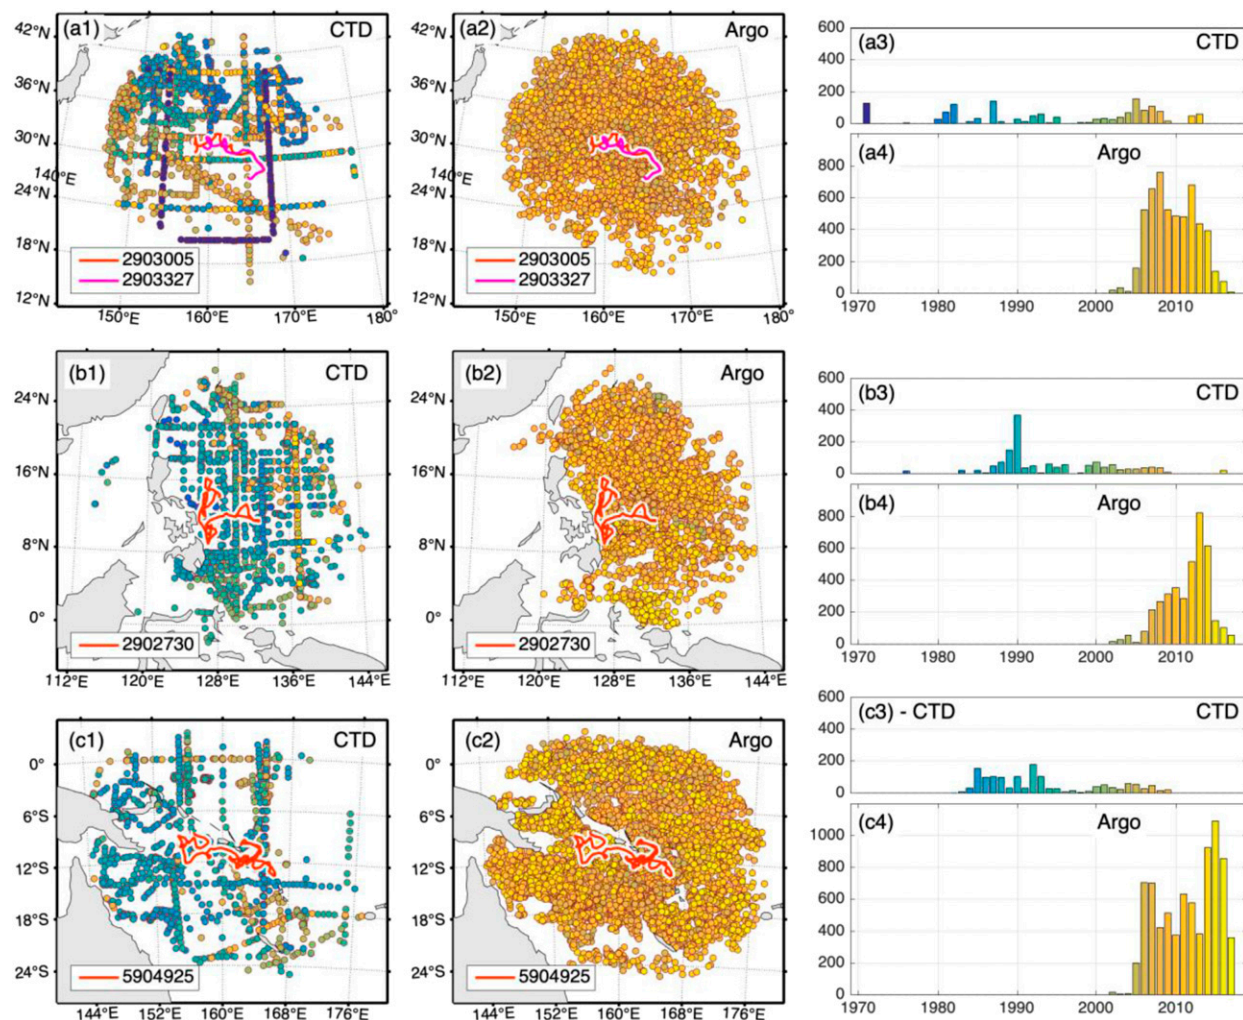 (a1) CTD
42°N
36°N
30°N
140°E
24°N
18°N
12°N
2903005
2903327
150°E 160°E 170°E 180°
(a2) Argo
42°N
36°N
30°N
140°E
24°N
18°N
12°N
2903005
2903327
150°E 160°E 170°E 180°
(a3) CTD
600
400
200
0
(a4) Argo
800
600
400
200
0
1970 1980 1990 2000 2010
(b1) CTD
24°N
16°N
8°N
0°
2902730
112°E 120°E 128°E 136°E 144°E
(b2) Argo
24°N
16°N
8°N
0°
2902730
112°E 120°E 128°E 136°E 144°E
(b3) CTD
600
400
200
0
(b4) Argo
800
600
400
200
0
1970 1980 1990 2000 2010
(c1) CTD
0°
6°S
12°S
18°S
24°S
5904925
144°E 152°E 160°E 168°E 176°E
(c2) Argo
0°
6°S
12°S
18°S
24°S
5904925
144°E 152°E 160°E 168°E 176°E
(c3) - CTD CTD
600
400
200
0
(c4) Argo
1000
800
600
400
200
0
1970 1980 1990 2000 2010